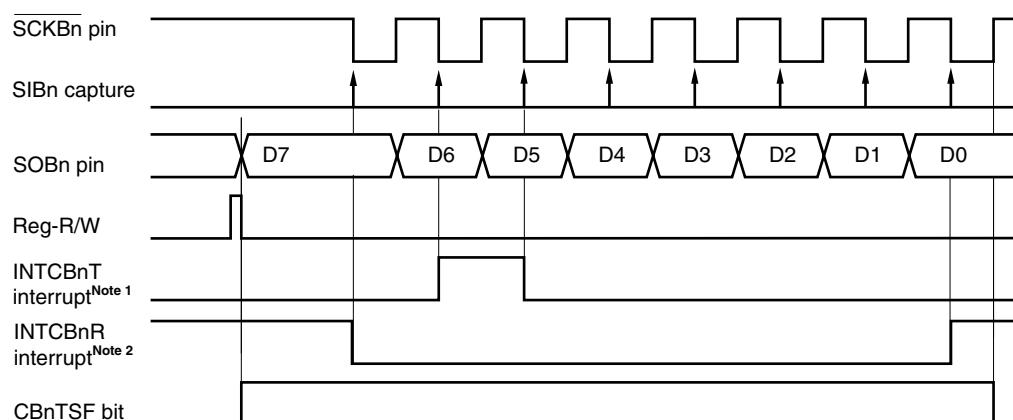 SCKBn pin
SIBn capture
SOBn pin
D7 D6 D5 D4 D3 D2 D1 D0
Reg-R/W
INTCBnT
interruptNote 1
INTCBnR
interruptNote 2
CBnTSF bit